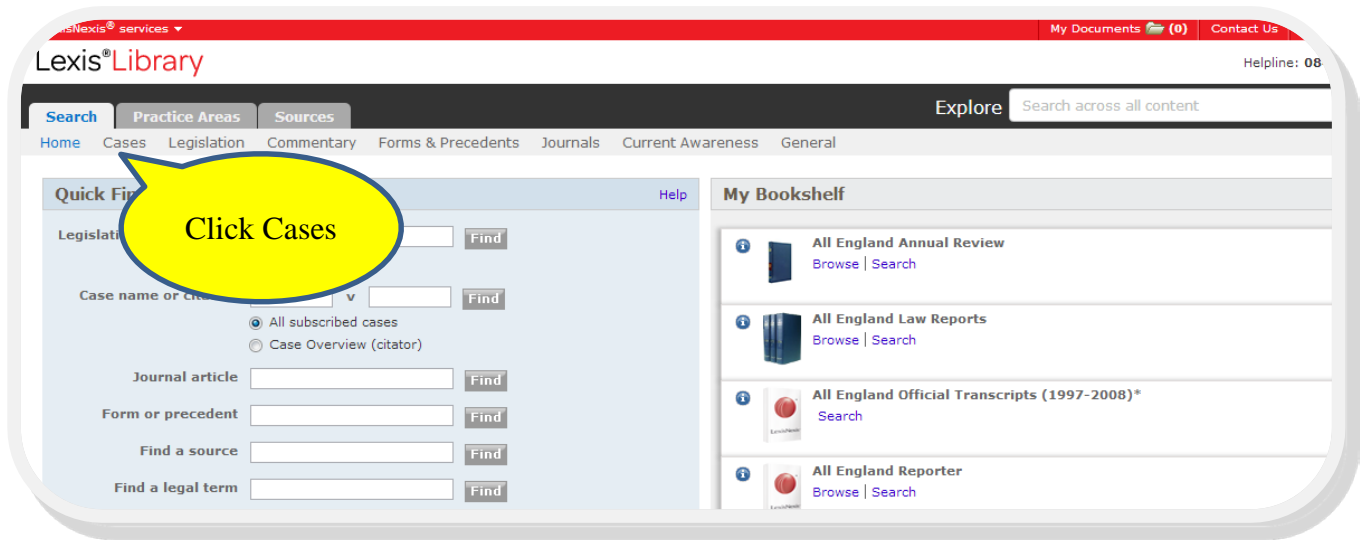 services ▼ My Documents (0) Contact Us
Lexis®Library
Helpline: 08
Search Practice Areas Sources Explore Search across all content
Home Cases Legislation Commentary Forms & Precedents Journals Current Awareness General
Quick Help My Bookshelf
Click Cases
Find
Case name or v Find
All subscribed cases
Case Overview (citator)
Journal article Find
Form or precedent Find
Find a source Find
Find a legal term Find
All England Annual Review
Browse | Search
All England Law Reports
Browse | Search
All England Official Transcripts (1997-2008)*
Search
All England Reporter
Browse | Search